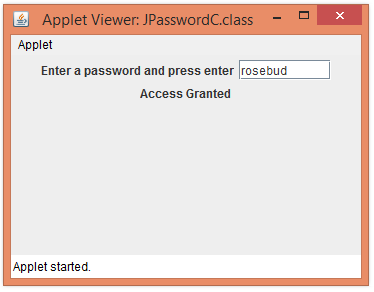 Applet Viewer: JPasswordC.class
Applet
Enter a password and press enter rosebud
Access Granted
Applet started.